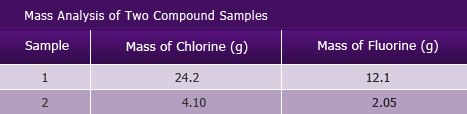 Mass Analysis of Two Compound Samples
Sample Mass of Chlorine (g) Mass of Fluorine (g)
1 24.2 12.1
2 4.10 2.05